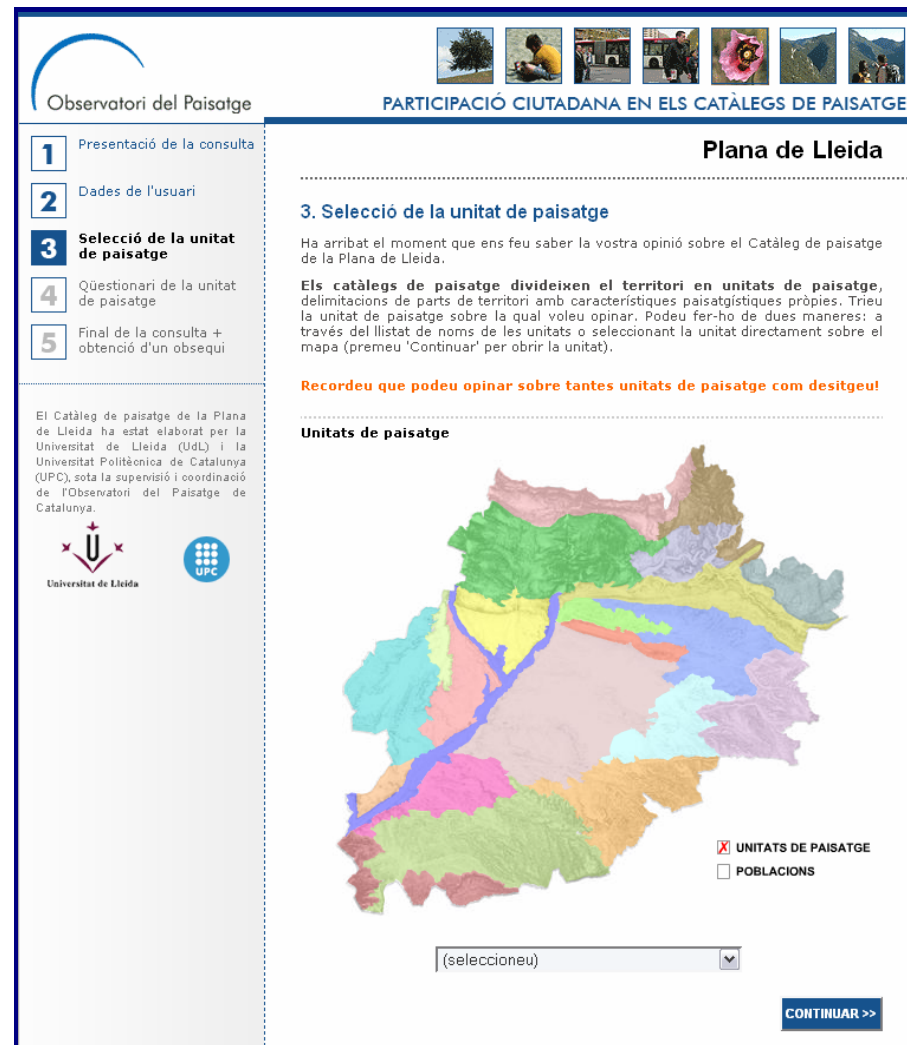 Observatori del Paisatge
PARTICIPACIÓ CIUTADANA EN ELS CATÀLEGS DE PAISATGE
1
Presentació de la consulta
2
Dades de l'usuari
3
Selecció de la unitat
de paisatge
4
Qüestionari de la unitat
de paisatge
5
Final de la consulta +
obtenció d'un obsequi
El Catàleg de paisatge de la Plana
de Lleida ha estat elaborat per la
Universitat de Lleida (UdL) i la
Universitat Politècnica de Catalunya
(UPC), sota la supervisió i coordinació
de l'Observatori del Paisatge de
Catalunya.
Universitat de Lleida
UPC
Plana de Lleida
3. Selecció de la unitat de paisatge
Ha arribat el moment que ens feu saber la vostra opinió sobre el Catàleg de paisatge
de la Plana de Lleida.
Els catàlegs de paisatge divideixen el territori en unitats de paisatge,
delimitacions de parts de territori amb característiques paisatgístiques pròpies. Trieu
la unitat de paisatge sobre la qual voleu opinar. Podeu fer-ho de dues maneres: a
través del llistat de noms de les unitats o seleccionant la unitat directament sobre el
mapa (premeu 'Continuar' per obrir la unitat).
Recordeu que podeu opinar sobre tantes unitats de paisatge com desitgeu!
Unitats de paisatge
X UNITATS DE PAISATGE
POBLACIONS
(seleccioneu)
CONTINUAR >>